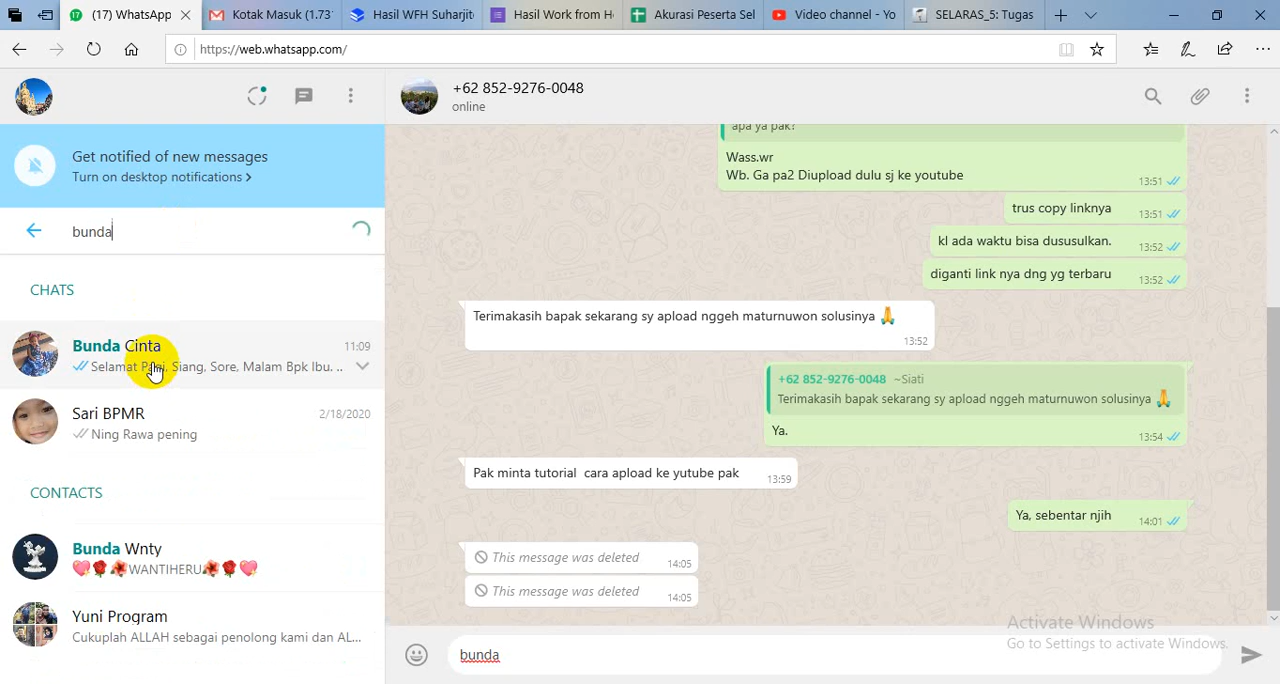 (17) WhatsApp
Kotak Masuk (1.73
Hasil WFH Suharjito
Hasil Work from H
Akurasi Peserta Sel
Video channel - Yo
SELARAS_5: Tugas
https://web.whatsapp.com/
Get notified of new messages
Turn on desktop notifications >
bunda
CHATS
Bunda Cinta
11:09
Selamat Pagi, Siang, Sore, Malam Bpk Ibu. ..
Sari BPMR
2/18/2020
Ning Rawa pening
CONTACTS
Bunda Wnty
💖🌹🌺WANTIHERU🌺🌹💖
Yuni Program
Cukuplah ALLAH sebagai penolong kami dan AL...
+62 852-9276-0048
online
apa ya pak?
Wass.wr
Wb. Ga pa2 Diupload dulu sj ke youtube
13:51
trus copy linknya
13:51
kl ada waktu bisa dususulkan.
13:52
diganti link nya dng yg terbaru
13:52
Terimakasih bapak sekarang sy apload nggeh maturnuwon solusinya 🙏
13:52
+62 852-9276-0048 ~Siati
Terimakasih bapak sekarang sy apload nggeh maturnuwon solusinya 🙏
Ya.
13:54
Pak minta tutorial cara apload ke yutube pak
13:59
Ya, sebentar njih
14:01
This message was deleted
14:05
This message was deleted
14:05
bunda
Activate Windows
Go to Settings to activate Windows.